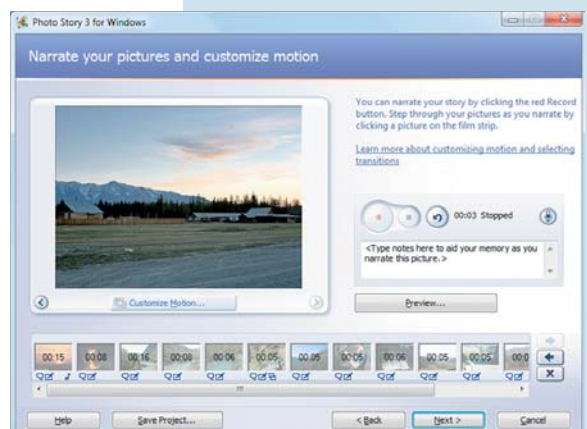 Photo Story 3 for Windows
Narrate your pictures and customize motion
You can narrate your story by clicking the red Record
button. Step through your pictures as you narrate by
clicking a picture on the film strip.
Learn more about customizing motion and selecting
transitions
00:03 Stopped
<Type notes here to aid your memory as you
narrate this picture.>
Customize Motion...
Preview...
00:15 00:08 00:16 00:08 00:06 00:05 00:05 00:05 00:06 00:05 00:05 00:0
Help Save Project... < Back Next > Cancel